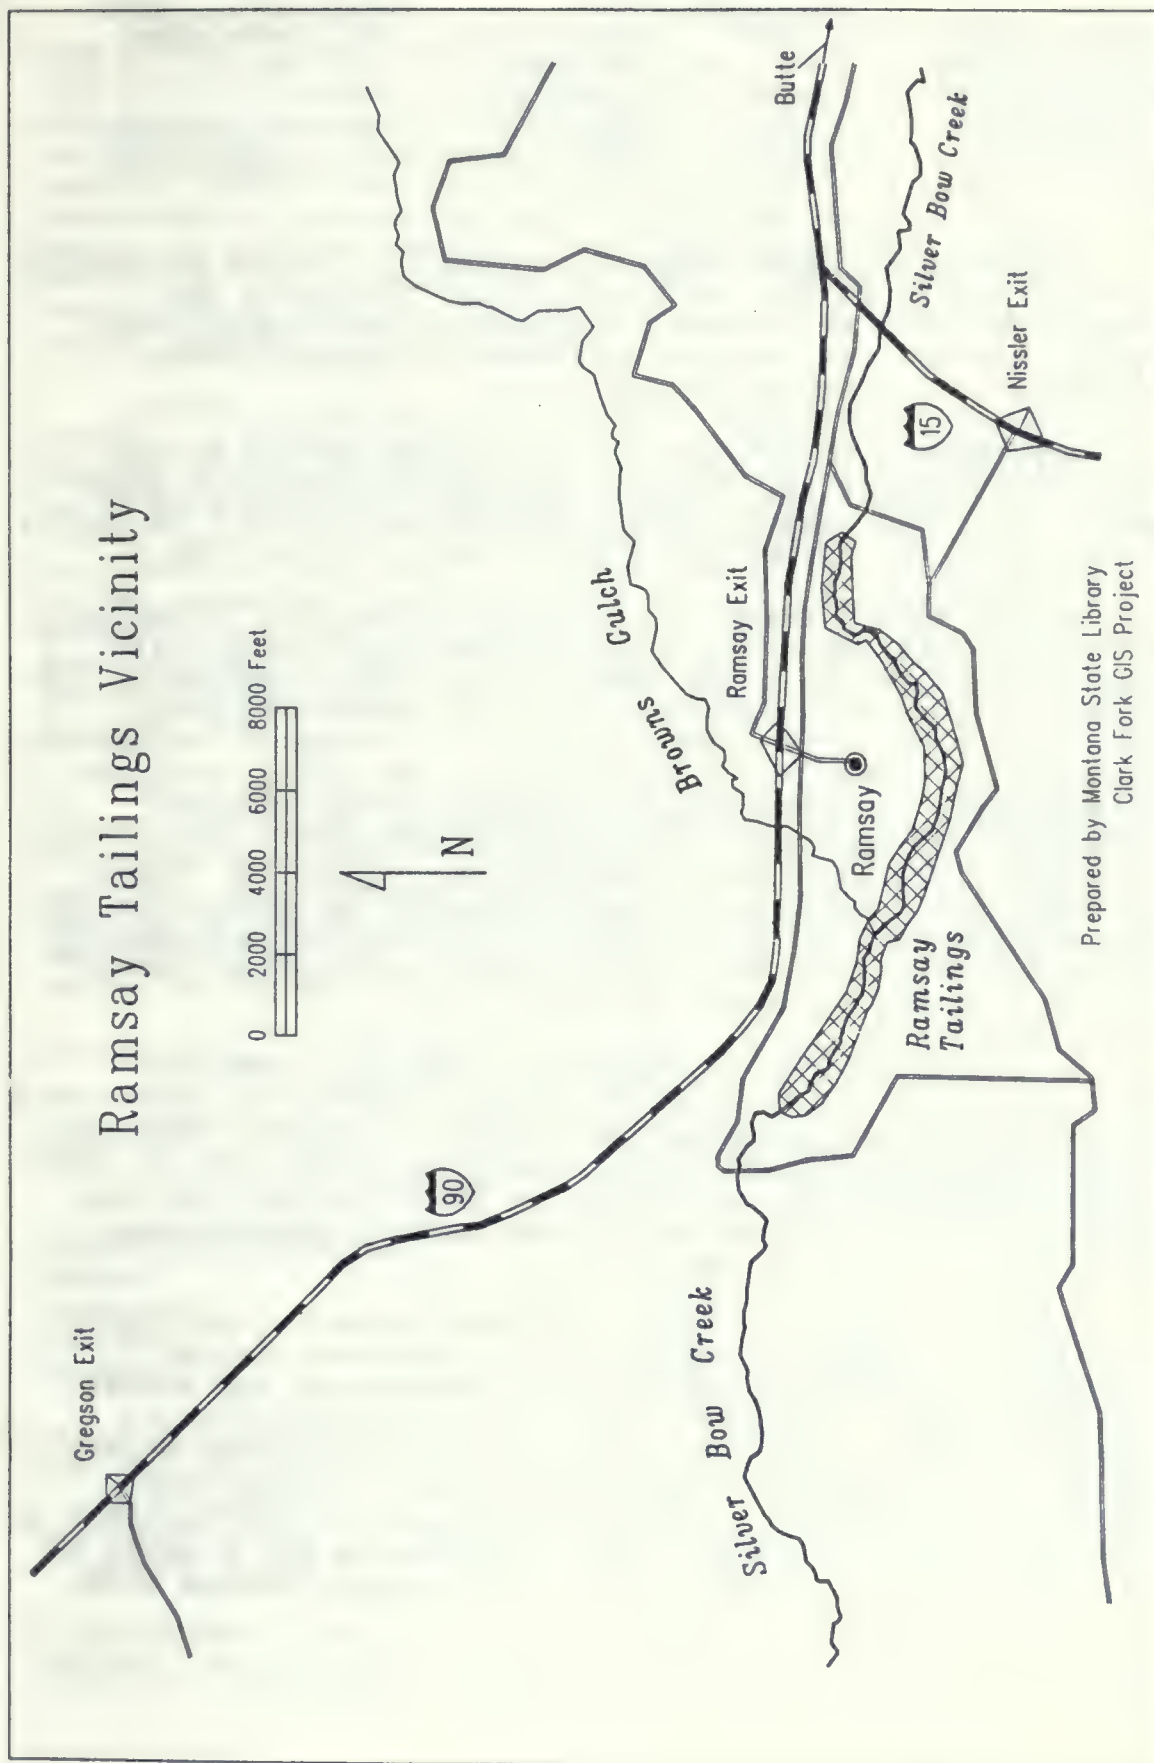 Ramsay Tailings Vicinity
0 2000 4000 6000 8000 Feet
N
Gregson Exit
90
Silver Bow Creek
Browns Gulch
Ramsay Exit
Ramsay
Ramsay
Tailings
Butte
Silver Bow Creek
15
Nissler Exit
Prepared by Montana State Library
Clark Fork GIS Project